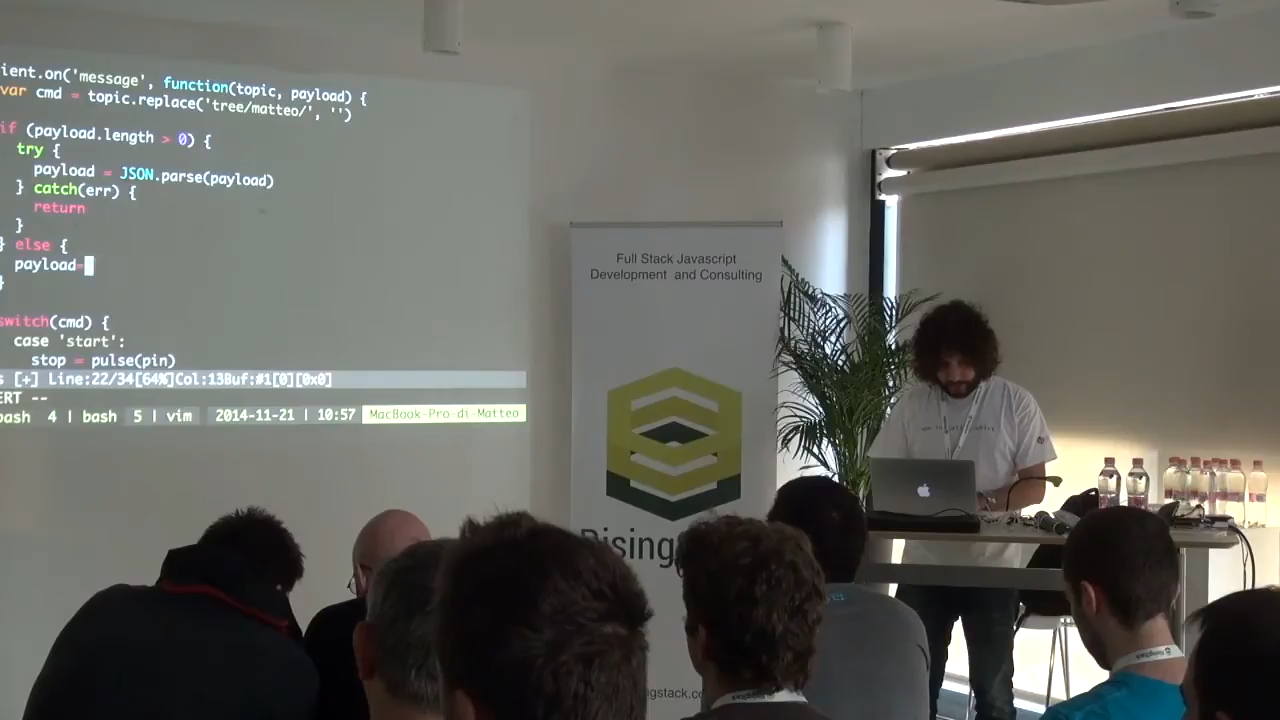 ient.on('message', function(topic, payload) {
var cmd = topic.replace('tree/matteo/', '')
if (payload.length > 0) {
try {
payload = JSON.parse(payload)
} catch(err) {
return
}
} else {
payload=
}
switch(cmd) {
case 'start':
stop = pulse(pin)
s [+] Line:22/34[64%]Col:13Buf:#1[0][0x0]
ERT --
bash 4 | bash 5 | vim 2014-11-21 | 10:57 MacBook-Pro-di-Matteo
Full Stack Javascript
Development and Consulting
Rising
ngstack.co